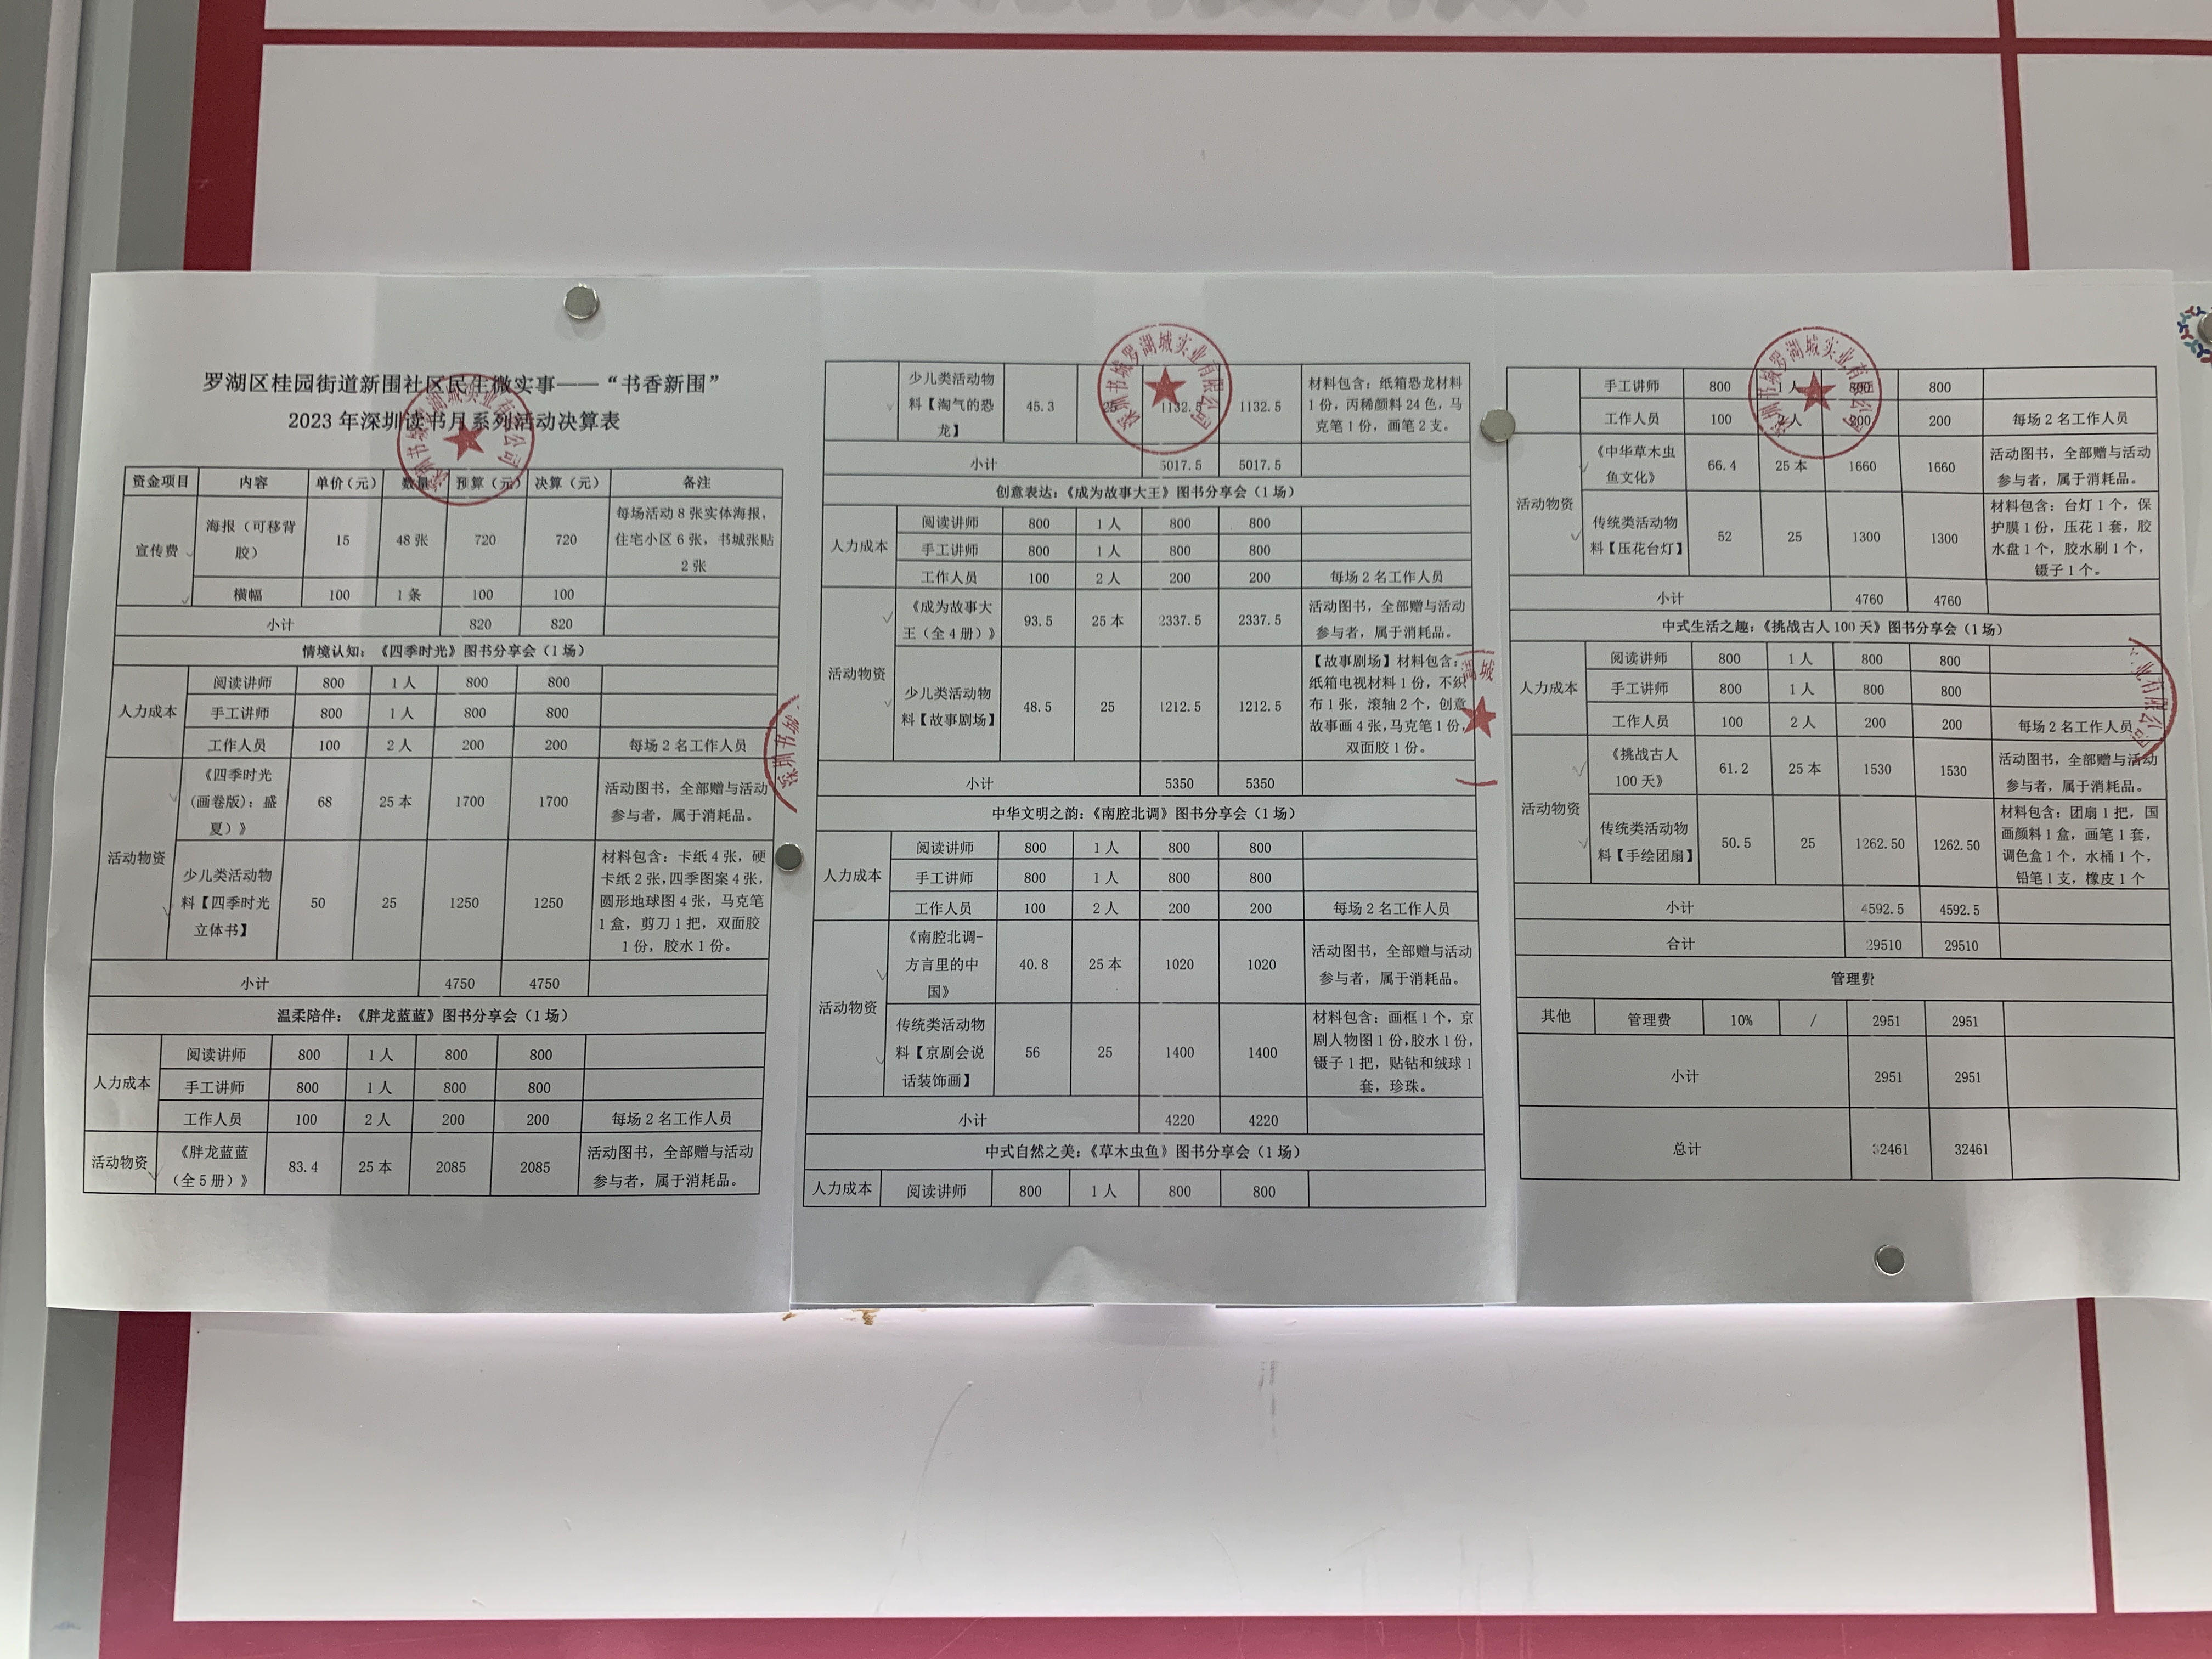 罗湖区桂园街道新围社区民生微实事——“书香新围”
2023年深圳读书月系列活动决算表
资金项目 内容 单价（元） 数量 预算（元） 决算（元） 备注
宣传费 海报（可移背胶） 15 48张 720 720 每场活动8张实体海报，住宅小区6张，书城张贴2张
横幅 100 1条 100 100
小计 820 820
情境认知：《四季时光》图书分享会（1场）
人力成本 阅读讲师 800 1人 800 800
手工讲师 800 1人 800 800
工作人员 100 2人 200 200 每场2名工作人员
活动物资 《四季时光（画卷版）：盛夏）》 68 25本 1700 1700 活动图书，全部赠与活动参与者，属于消耗品。
少儿类活动物料【四季时光立体书】 50 25 1250 1250 材料包含：卡纸4张，硬卡纸2张，四季图案4张，圆形地球图4张，马克笔1盒，剪刀1把，双面胶1份，胶水1份。
小计 4750 4750
温柔陪伴：《胖龙蓝蓝》图书分享会（1场）
人力成本 阅读讲师 800 1人 800 800
手工讲师 800 1人 800 800
工作人员 100 2人 200 200 每场2名工作人员
活动物资 《胖龙蓝蓝（全5册）》 83.4 25本 2085 2085 活动图书，全部赠与活动参与者，属于消耗品。
深圳书城罗湖城实业有限公司
少儿类活动物料【淘气的恐龙】 45.3 25 1132.5 1132.5 材料包含：纸箱恐龙材料1份，丙稀颜料24色，马克笔1份，画笔2支。
小计 5017.5 5017.5
创意表达：《成为故事大王》图书分享会（1场）
人力成本 阅读讲师 800 1人 800 800
手工讲师 800 1人 800 800
工作人员 100 2人 200 200 每场2名工作人员
活动物资 《成为故事大王（全4册）》 93.5 25本 2337.5 2337.5 活动图书，全部赠与活动参与者，属于消耗品。
少儿类活动物料【故事剧场】 48.5 25 1212.5 1212.5 【故事剧场】材料包含：纸箱电视材料1份，不织布1张，滚轴2个，创意故事画4张，马克笔1份，双面胶1份。
小计 5350 5350
中华文明之韵：《南腔北调》图书分享会（1场）
人力成本 阅读讲师 800 1人 800 800
手工讲师 800 1人 800 800
工作人员 100 2人 200 200 每场2名工作人员
活动物资 《南腔北调-方言里的中国》 40.8 25本 1020 1020 活动图书，全部赠与活动参与者，属于消耗品。
传统类活动物料【京剧会说话装饰画】 56 25 1400 1400 材料包含：画框1个，京剧人物图1份，胶水1份，镊子1把，贴钻和绒球1套，珍珠。
小计 4220 4220
中式自然之美：《草木虫鱼》图书分享会（1场）
人力成本 阅读讲师 800 1人 800 800
深圳书城罗湖城实业有限公司
手工讲师 800 1人 800 800
工作人员 100 2人 200 200 每场2名工作人员
活动物资 《中华草木虫鱼文化》 66.4 25本 1660 1660 活动图书，全部赠与活动参与者，属于消耗品。
传统类活动物料【压花台灯】 52 25 1300 1300 材料包含：台灯1个，保护膜1份，压花1套，胶水盘1个，胶水刷1个，镊子1个。
小计 4760 4760
中式生活之趣：《挑战古人100天》图书分享会（1场）
人力成本 阅读讲师 800 1人 800 800
手工讲师 800 1人 800 800
工作人员 100 2人 200 200 每场2名工作人员
活动物资 《挑战古人100天》 61.2 25本 1530 1530 活动图书，全部赠与活动参与者，属于消耗品。
传统类活动物料【手绘团扇】 50.5 25 1262.50 1262.50 材料包含：团扇1把，国画颜料1盒，画笔1套，调色盒1个，水桶1个，铅笔1支，橡皮1个
小计 4592.5 4592.5
合计 29510 29510
管理费
其他 管理费 10% / 2951 2951
小计 2951 2951
总计 32461 32461
深圳书城罗湖城实业有限公司